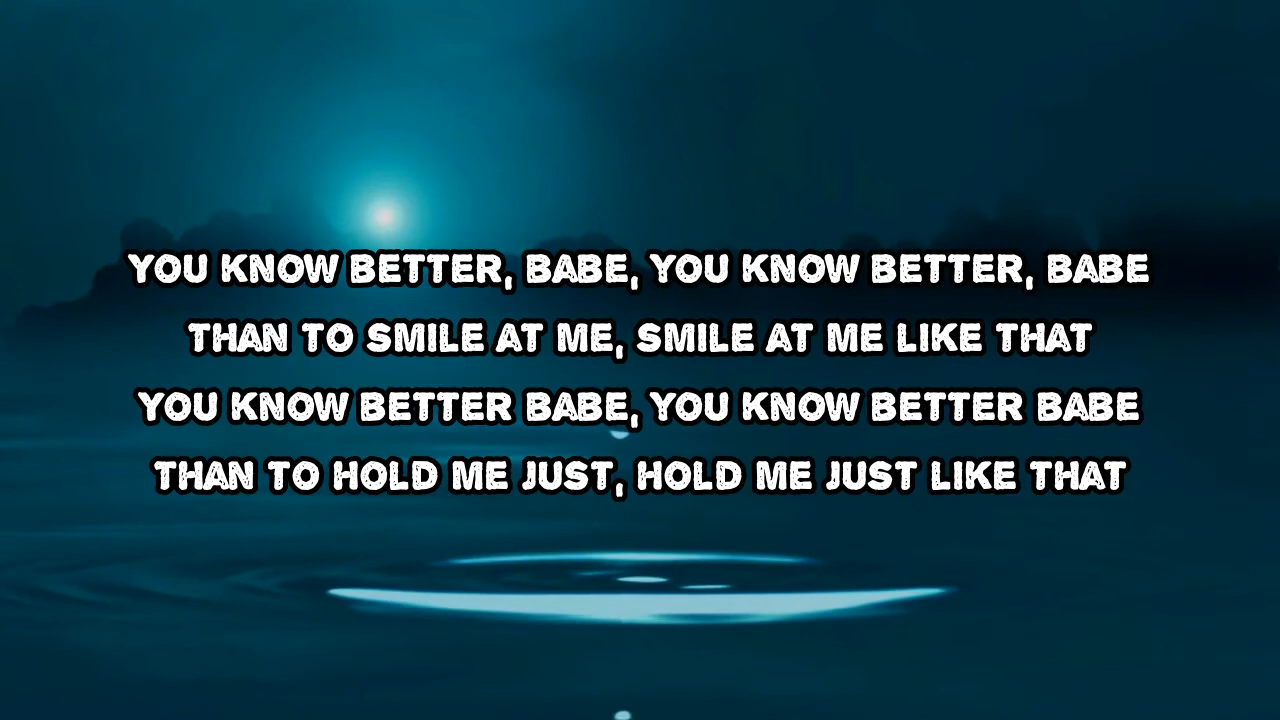 YOU KNOW BETTER, BABE, YOU KNOW BETTER, BABE
THAN TO SMILE AT ME, SMILE AT ME LIKE THAT
YOU KNOW BETTER BABE, YOU KNOW BETTER BABE
THAN TO HOLD ME JUST, HOLD ME JUST LIKE THAT